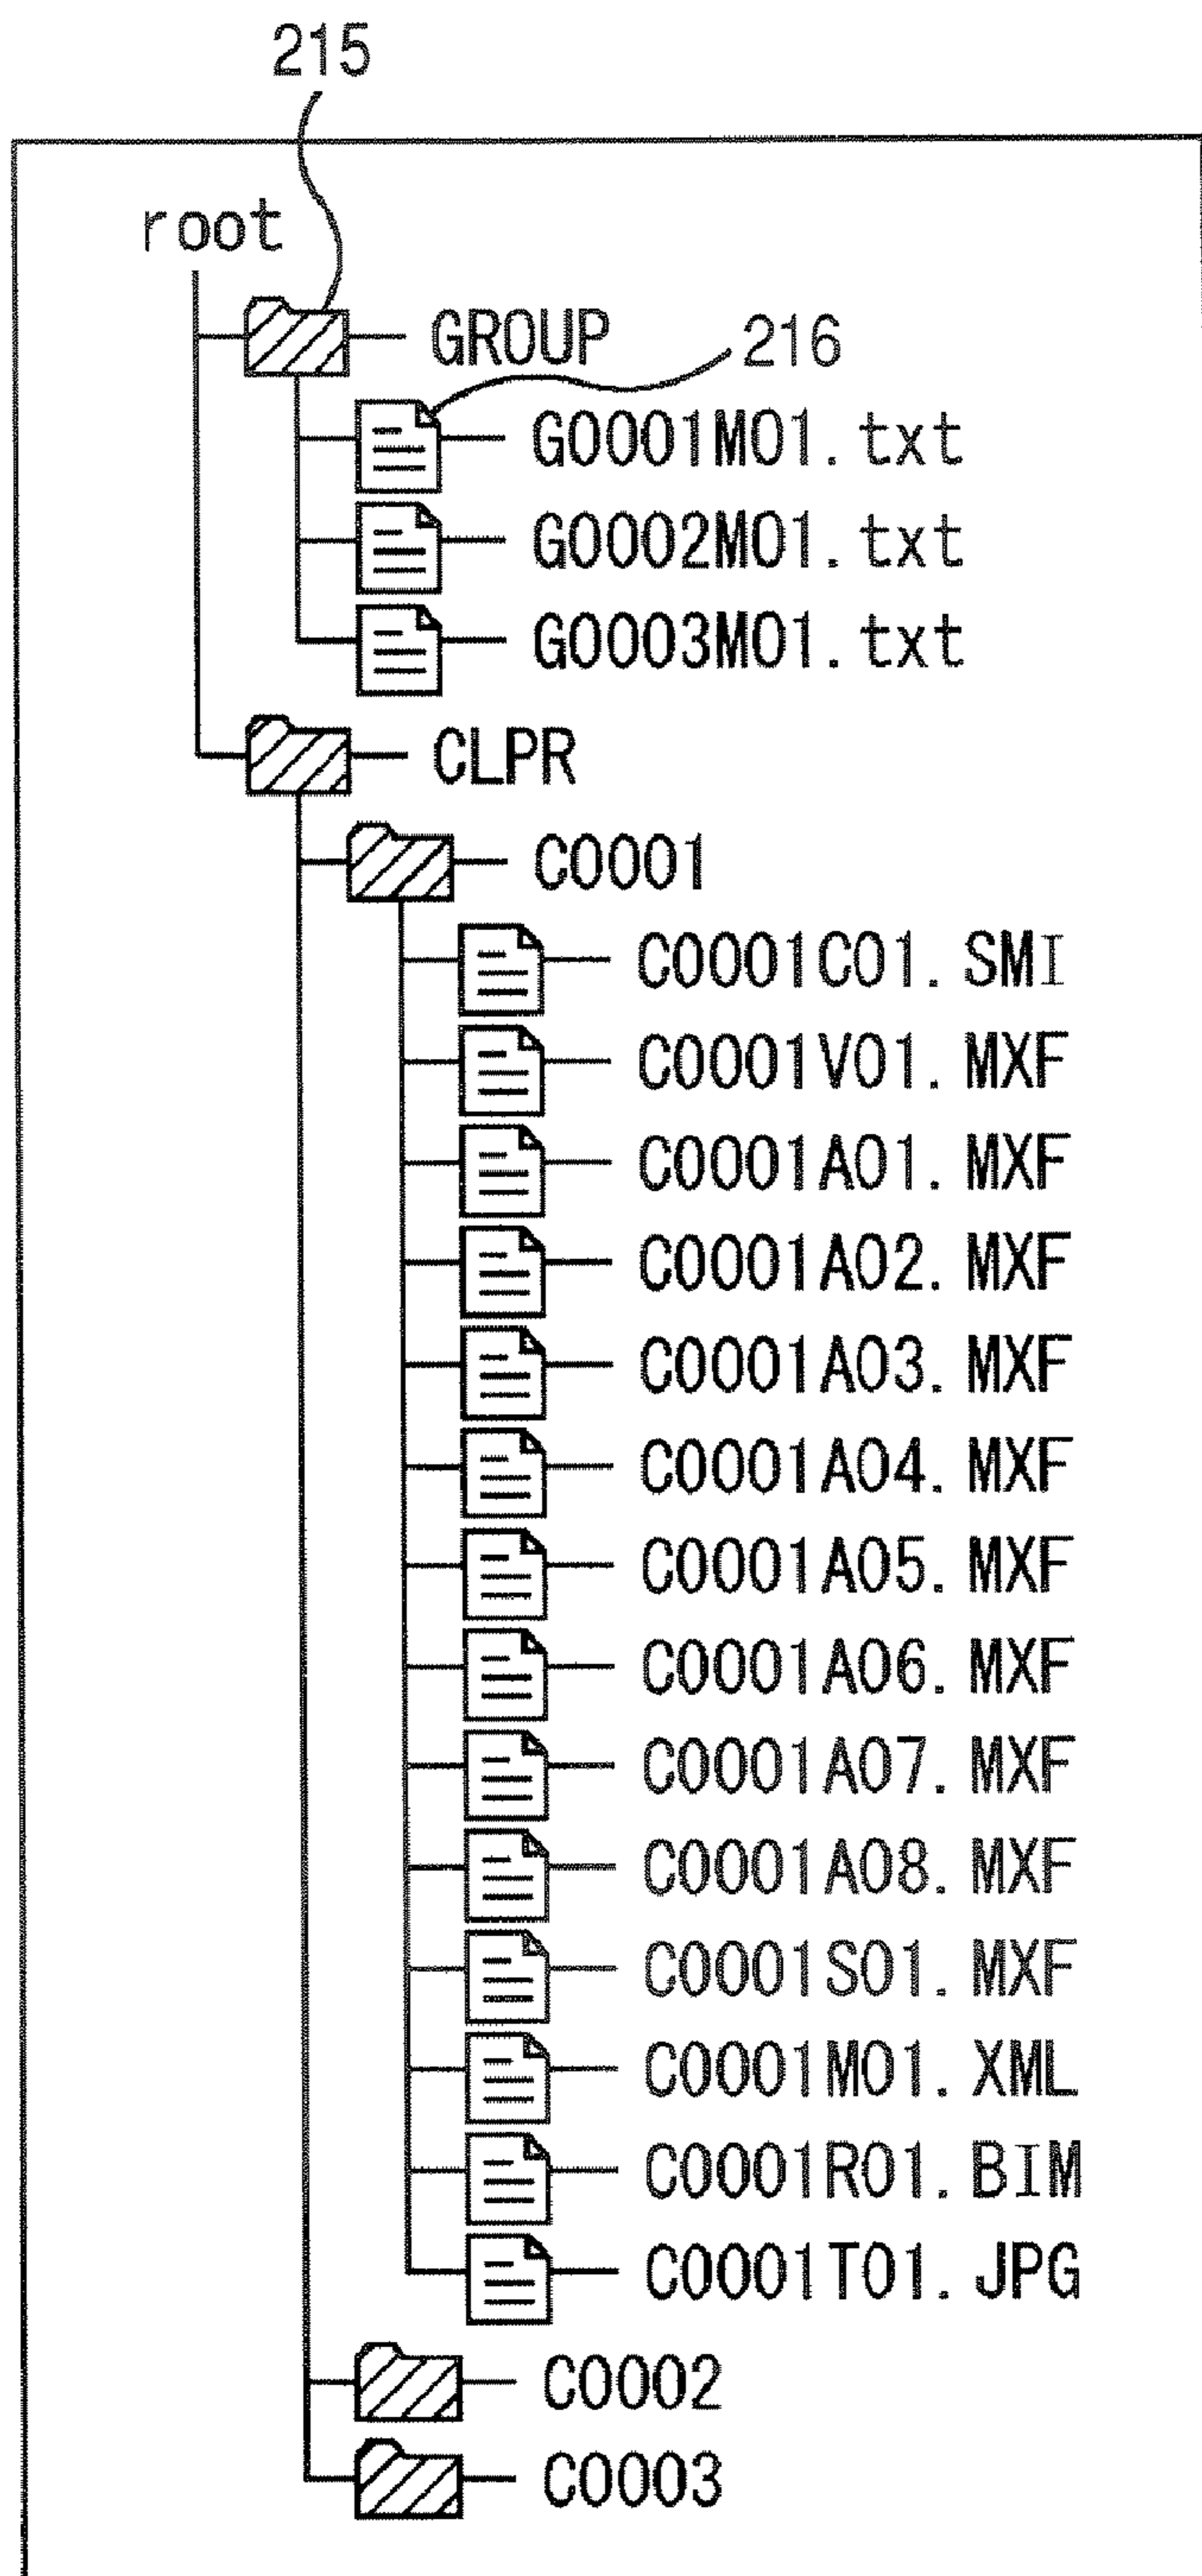 215
root
GROUP
216
G0001M01.txt
G0002M01.txt
G0003M01.txt
CLPR
C0001
C0001C01.SMI
C0001V01.MXF
C0001A01.MXF
C0001A02.MXF
C0001A03.MXF
C0001A04.MXF
C0001A05.MXF
C0001A06.MXF
C0001A07.MXF
C0001A08.MXF
C0001S01.MXF
C0001M01.XML
C0001R01.BIM
C0001T01.JPG
C0002
C0003